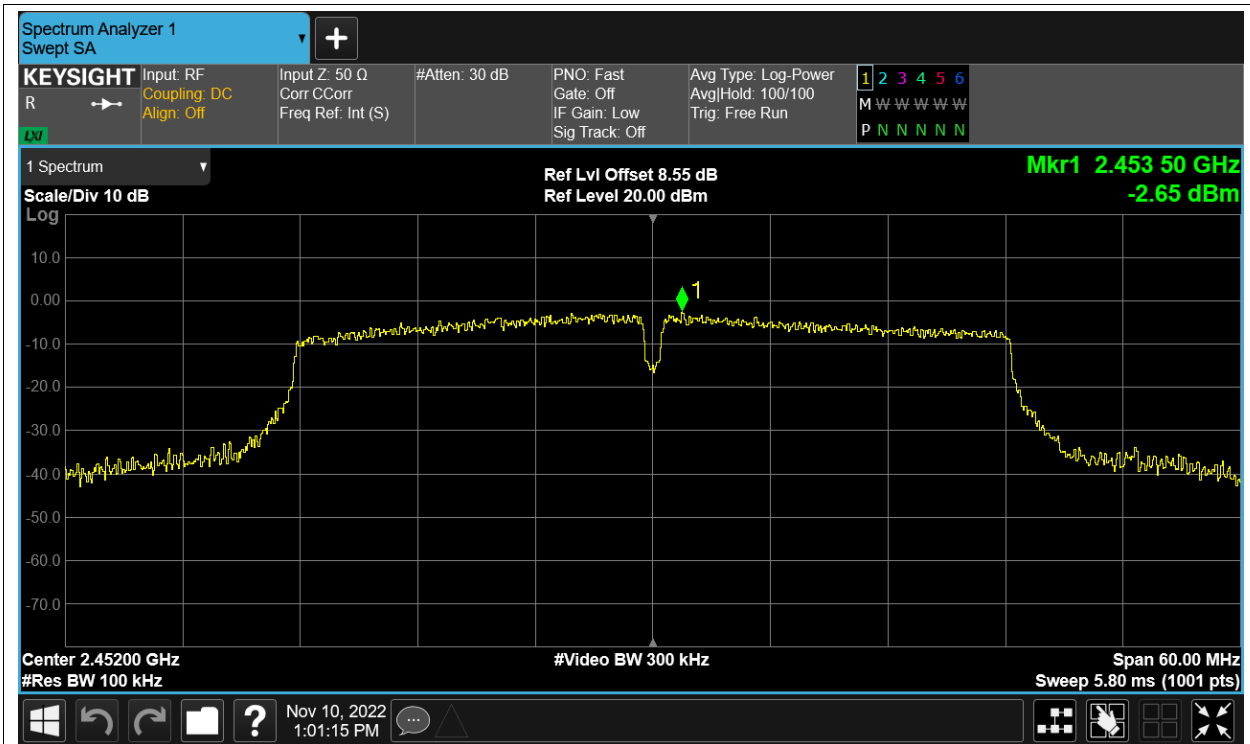 Spectrum Analyzer 1
Swept SA
KEYSIGHT
R
LXI
Input: RF
Coupling: DC
Align: Off
Input Z: 50 Ω
Corr CCorr
Freq Ref: Int (S)
#Atten: 30 dB
PNO: Fast
Gate: Off
IF Gain: Low
Sig Track: Off
Avg Type: Log-Power
Avg|Hold: 100/100
Trig: Free Run
1 2 3 4 5 6
M W W W W W
P N N N N N
1 Spectrum
Scale/Div 10 dB
Log
Ref Lvl Offset 8.55 dB
Ref Level 20.00 dBm
Mkr1 2.453 50 GHz
-2.65 dBm
10.0
0.00
-10.0
-20.0
-30.0
-40.0
-50.0
-60.0
-70.0
1
Center 2.45200 GHz
#Res BW 100 kHz
#Video BW 300 kHz
Span 60.00 MHz
Sweep 5.80 ms (1001 pts)
?
Nov 10, 2022
1:01:15 PM